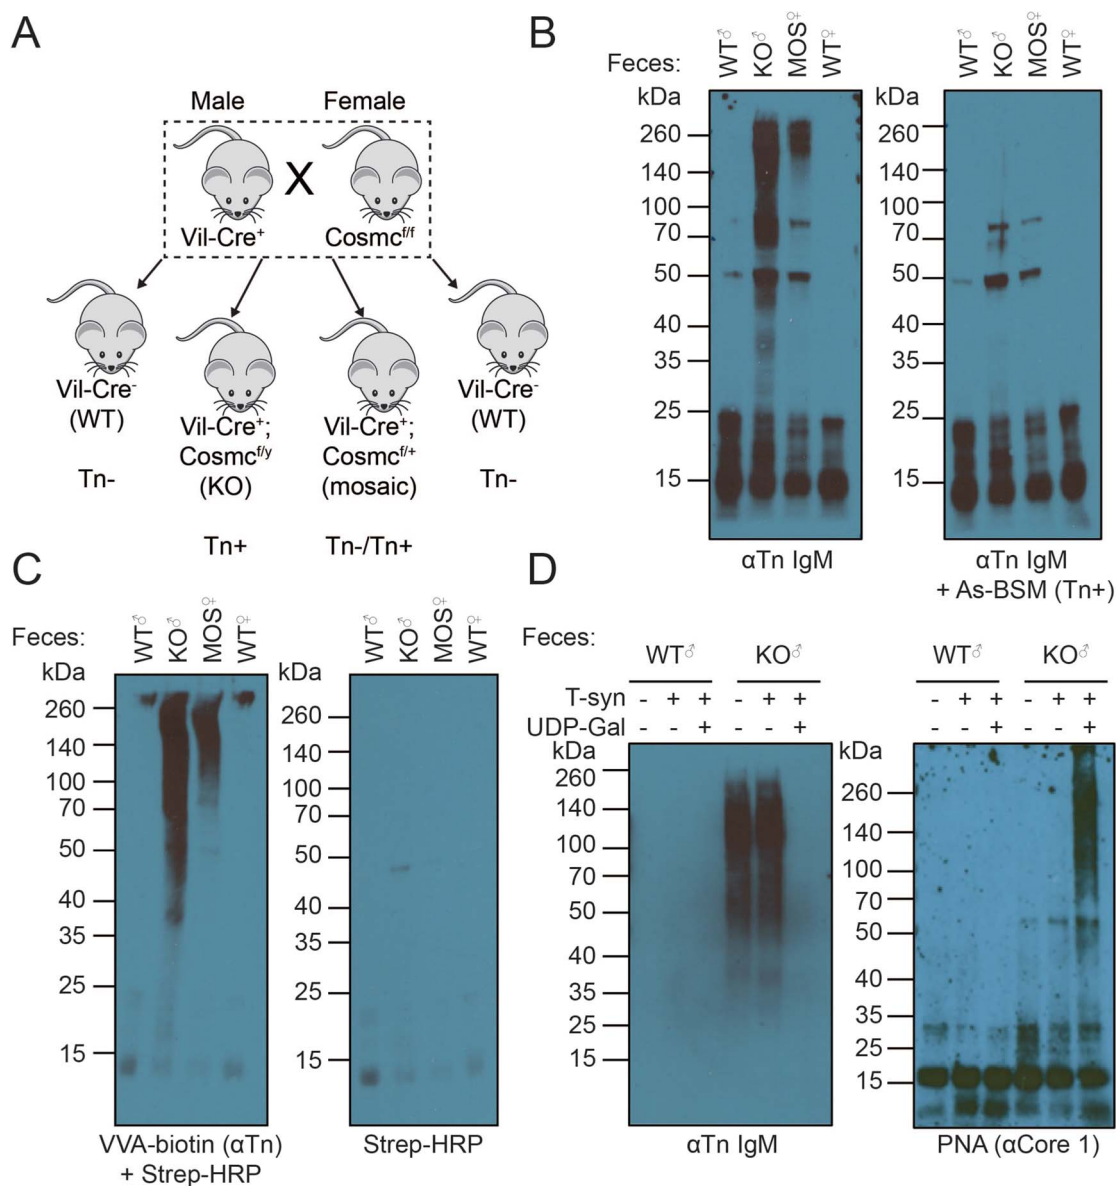 A
Male Female
X
Vil-Cre⁺ Cosmcᶠ/ᶠ
Vil-Cre⁻
(WT)
Tn-
Vil-Cre⁺;
Cosmcᶠ/ʸ
(KO)
Tn+
Vil-Cre⁺;
Cosmcᶠ/⁺
(mosaic)
Tn-/Tn+
Vil-Cre⁻
(WT)
Tn-
B
Feces: WT♂ KO♂ MOS♀ WT♀
kDa
260
140
100
70
50
40
35
25
15
αTn IgM
WT♂ KO♂ MOS♀ WT♀
kDa
260
140
100
70
50
40
35
25
15
αTn IgM
+ As-BSM (Tn+)
C
Feces: WT♂ KO♂ MOS♀ WT♀
kDa
260
140
100
70
50
40
35
25
15
VVA-biotin (αTn)
+ Strep-HRP
WT♂ KO♂ MOS♀ WT♀
kDa
260
140
100
70
50
40
35
25
15
Strep-HRP
D
Feces:
WT♂ KO♂ WT♂ KO♂
T-syn - + + - + + - + + - + +
UDP-Gal + + + +
kDa
260
140
100
70
50
40
35
25
15
αTn IgM
kDa
260
140
100
70
50
40
35
25
15
PNA (αCore 1)